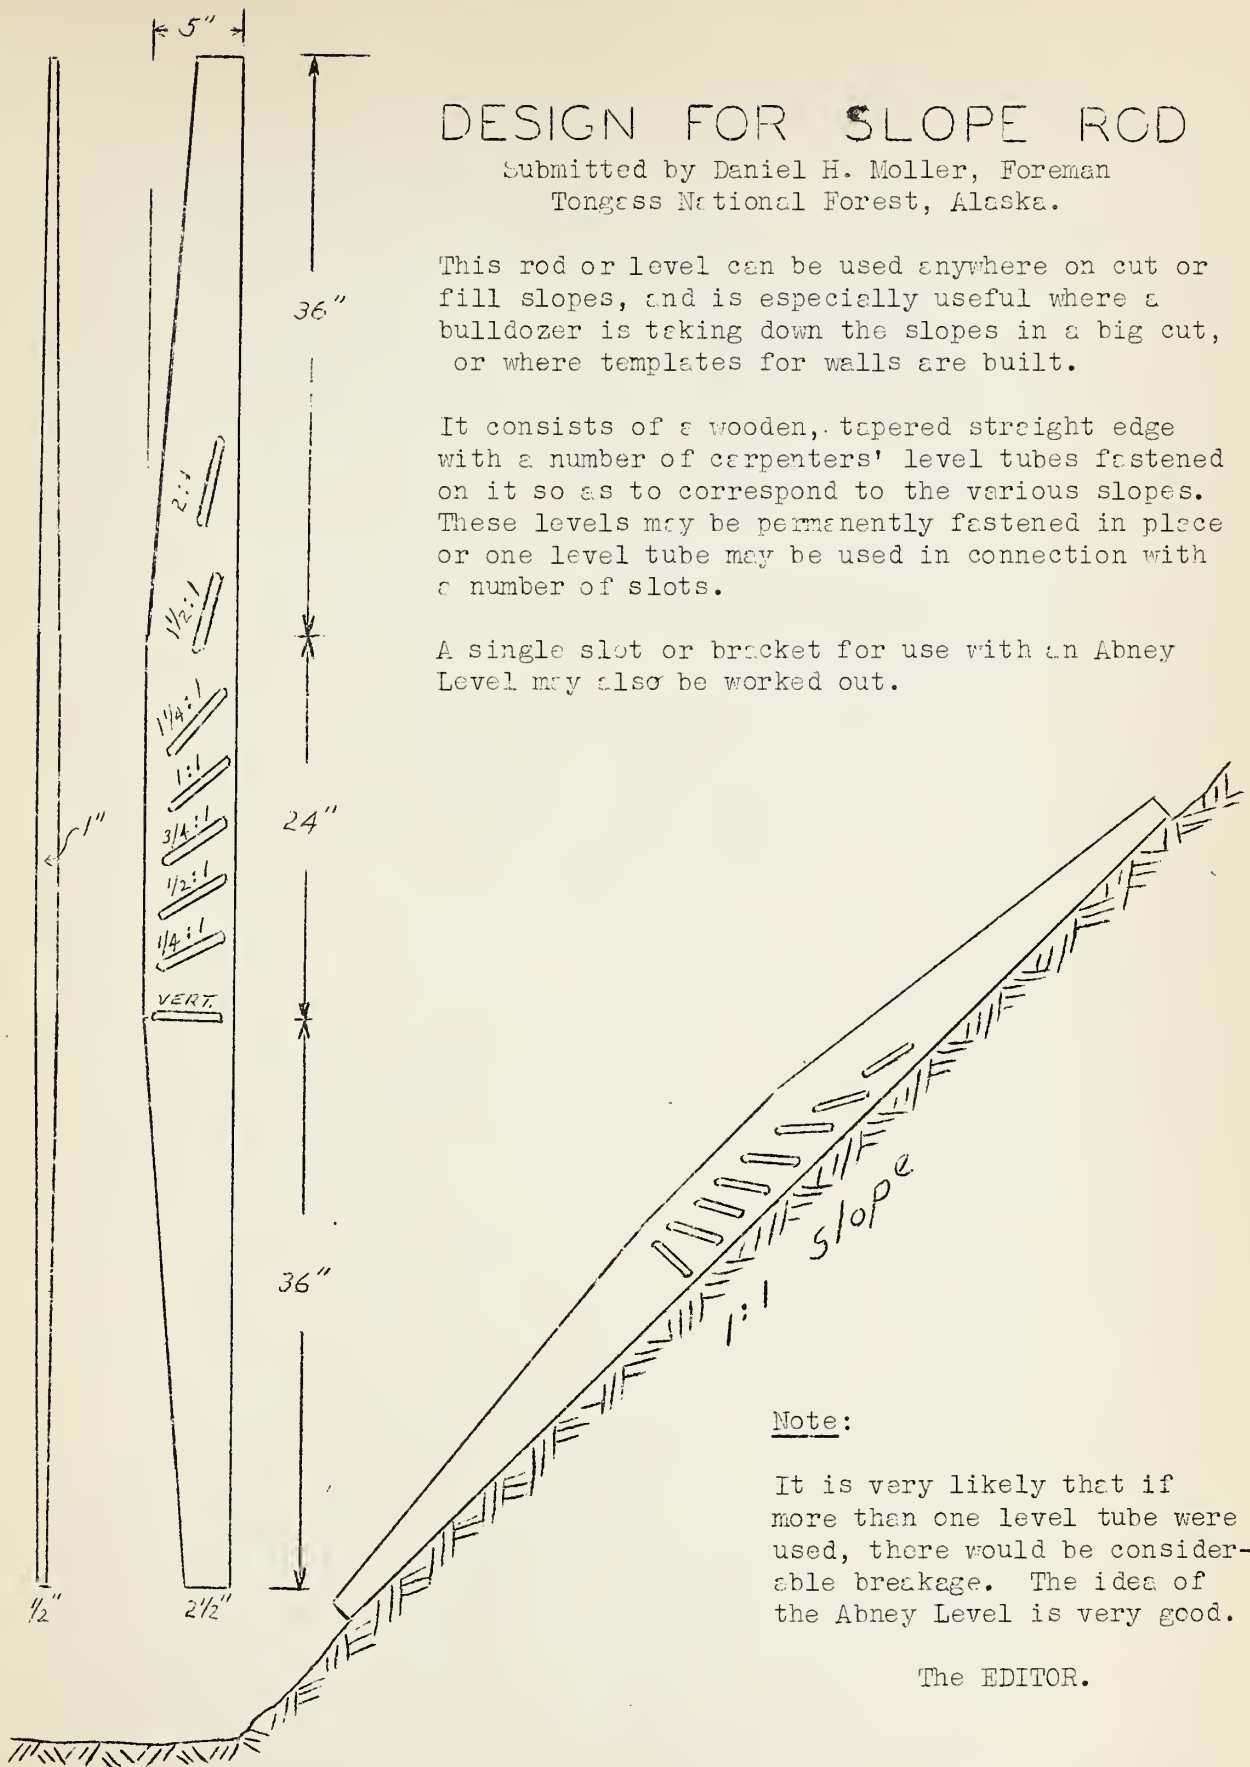 5"
DESIGN FOR SLOPE ROD
Submitted by Daniel H. Moller, Foreman
Tongass National Forest, Alaska.
This rod or level can be used anywhere on cut or
fill slopes, and is especially useful where a
bulldozer is taking down the slopes in a big cut,
or where templates for walls are built.
It consists of a wooden, tapered straight edge
with a number of carpenters' level tubes fastened
on it so as to correspond to the various slopes.
These levels may be permanently fastened in place
or one level tube may be used in connection with
a number of slots.
A single slot or bracket for use with an Abney
Level may also be worked out.
36"
2:1
1 1/2:1
1 1/4:1
1:1
3/4:1
1/2:1
1/4:1
VERT.
1"
24"
36"
1/2"
2 1/2"
1:1 slope
Note:
It is very likely that if
more than one level tube were
used, there would be consider-
able breakage. The idea of
the Abney Level is very good.
The EDITOR.